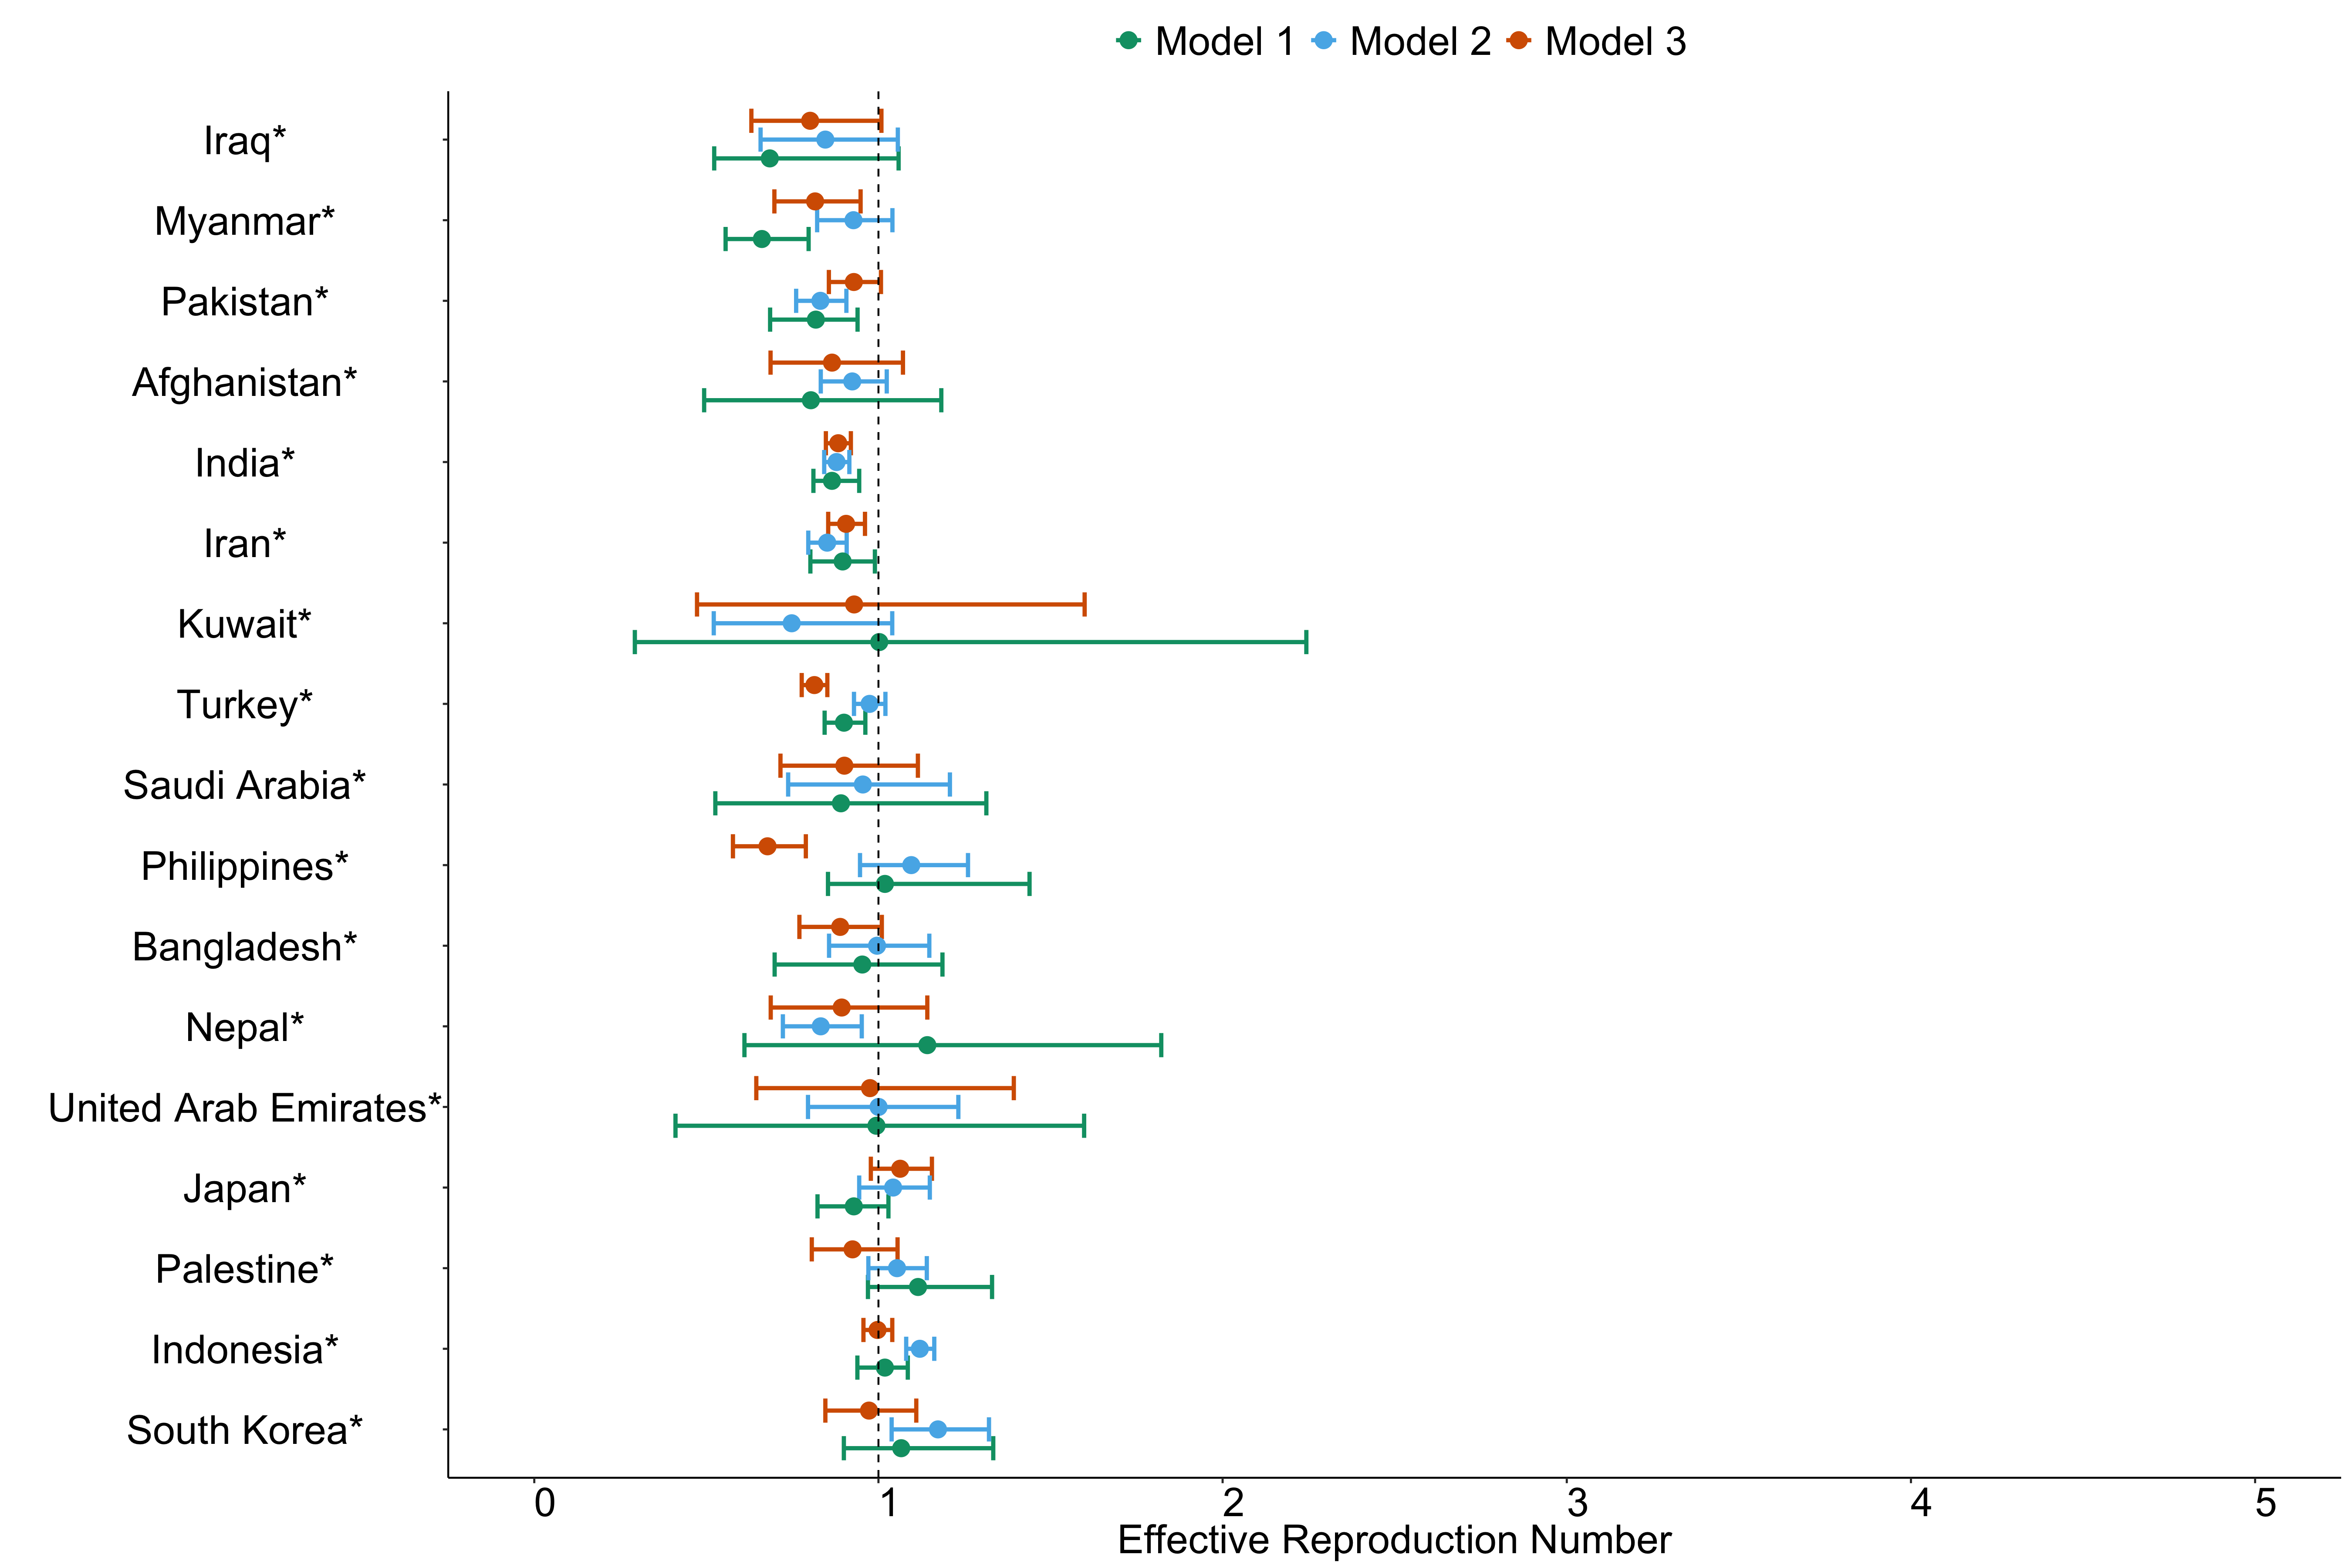 Model 1 Model 2 Model 3
Iraq*
Myanmar*
Pakistan*
Afghanistan*
India*
Iran*
Kuwait*
Turkey*
Saudi Arabia*
Philippines*
Bangladesh*
Nepal*
United Arab Emirates*
Japan*
Palestine*
Indonesia*
South Korea*
0 1 2 3 4 5
Effective Reproduction Number